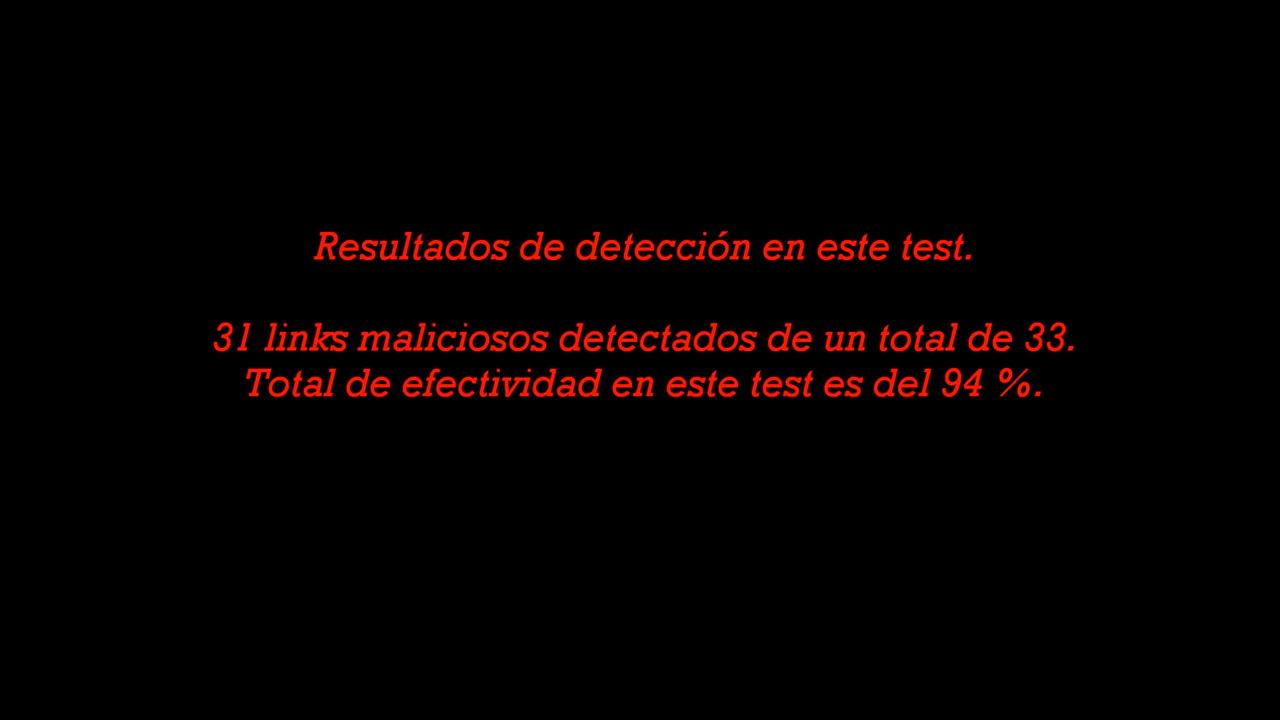 Resultados de detección en este test.
31 links maliciosos detectados de un total de 33.
Total de efectividad en este test es del 94 %.